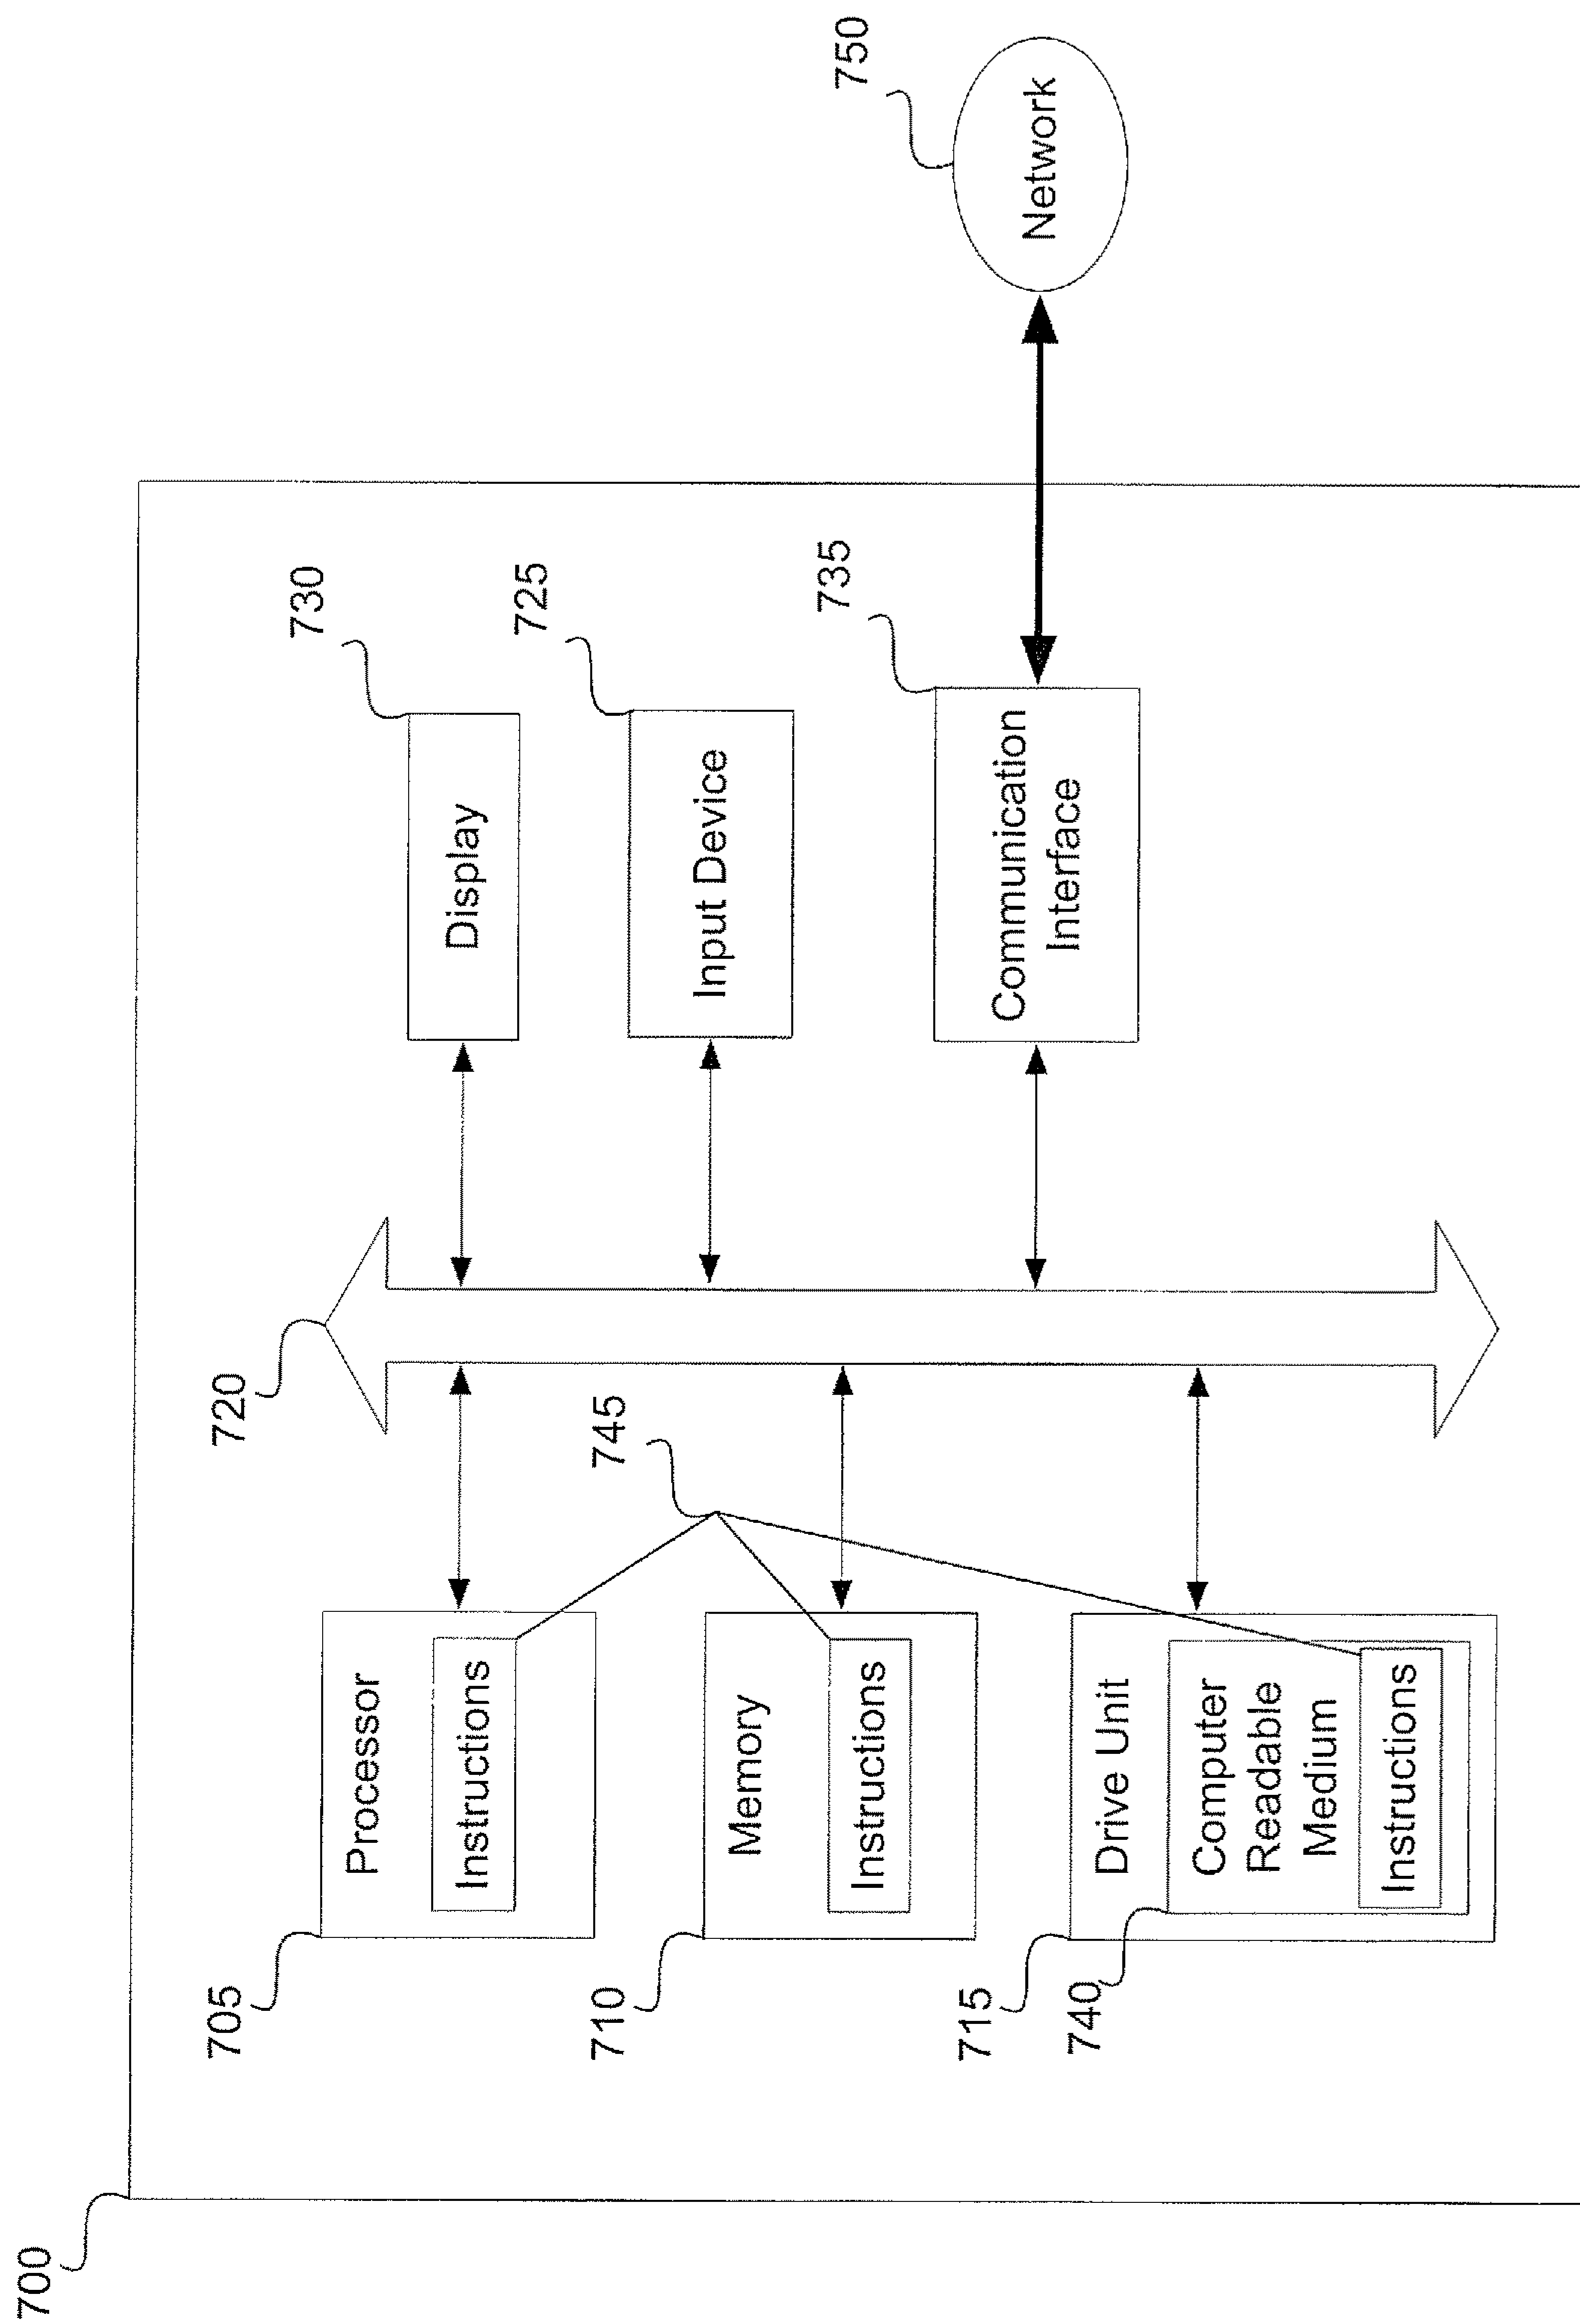 700
720
705
Processor
Instructions
730
Display
745
725
Input Device
710
Memory
Instructions
735
Communication
Interface
750
Network
715
Drive Unit
740
Computer
Readable
Medium
Instructions